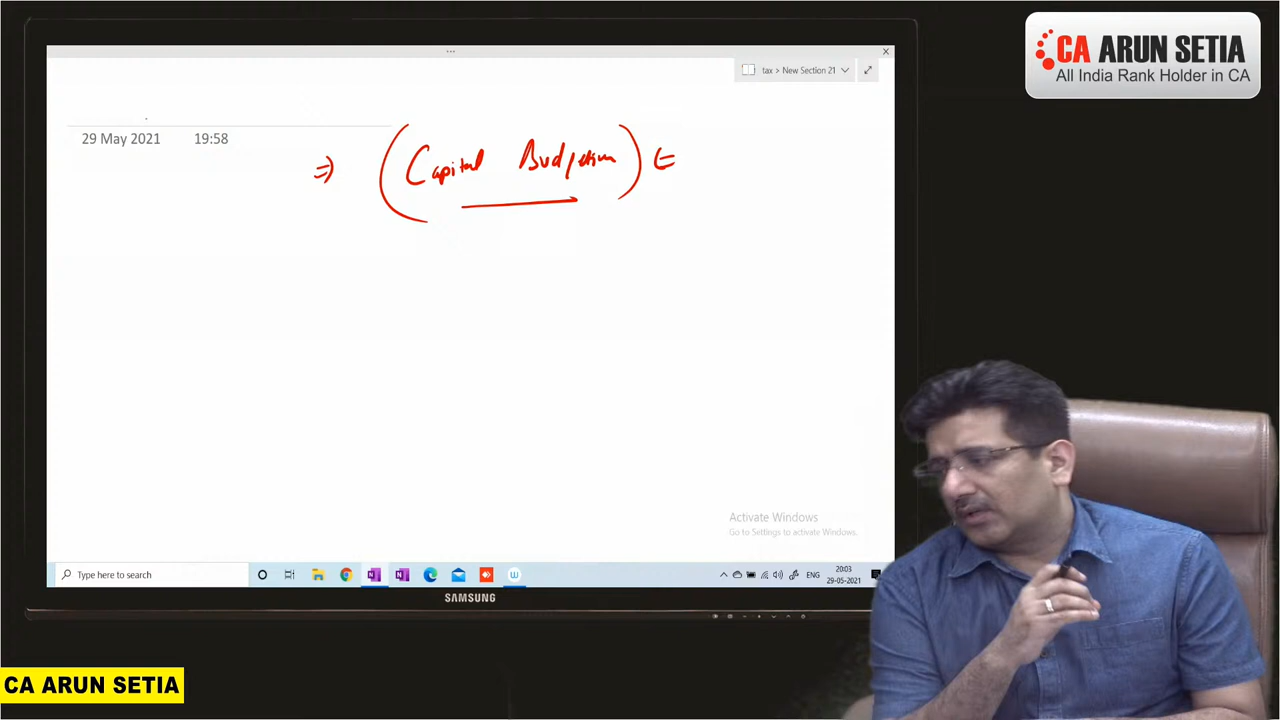 CA ARUN SETIA
All India Rank Holder in CA
tax > New Section 21
29 May 2021 19:58
⇒ (Capital Budgeting) ⇐
Activate Windows
Go to Settings to activate Windows.
Type here to search
ENG
20:03
29-05-2021
SAMSUNG
CA ARUN SETIA